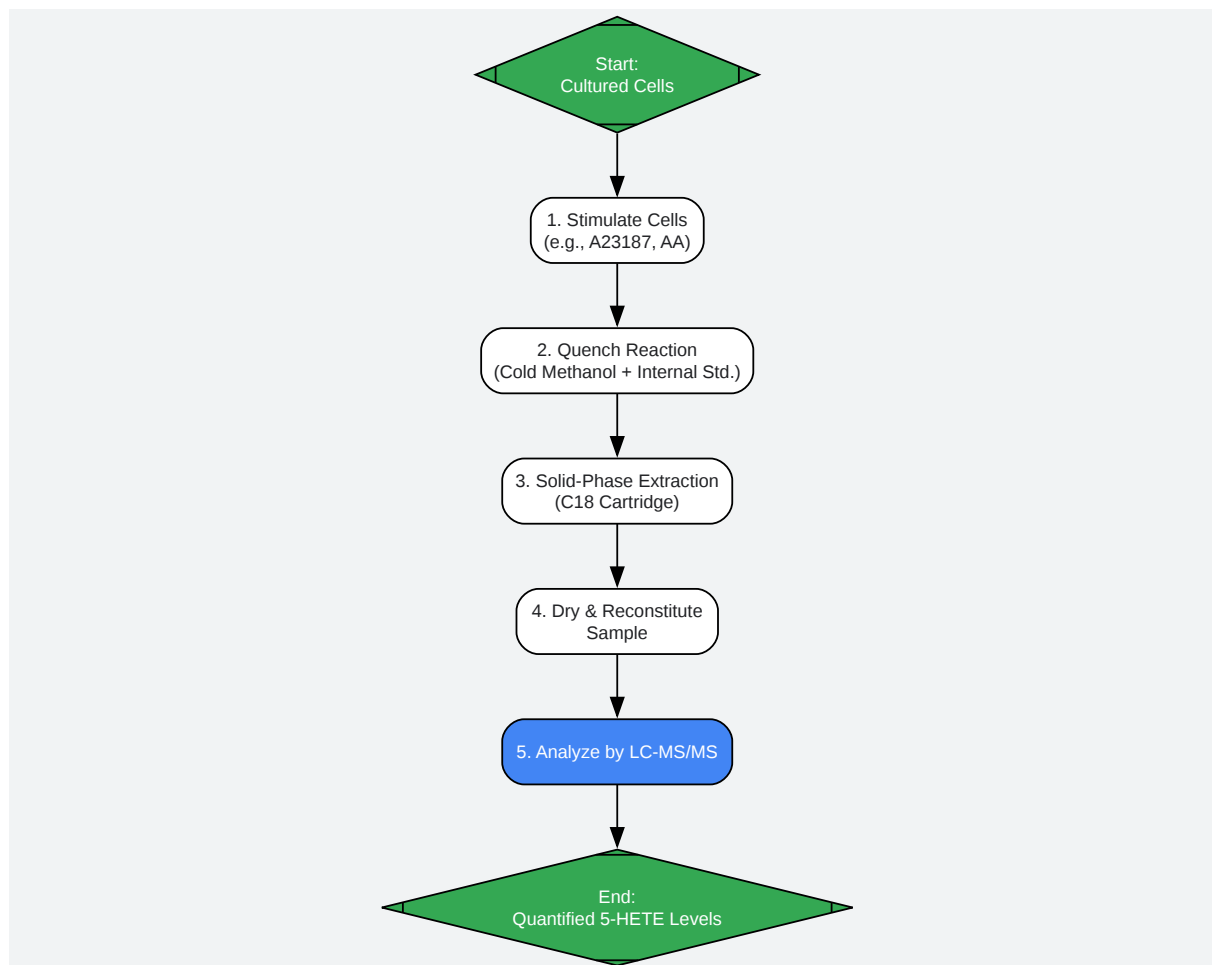 Start:
Cultured Cells
1. Stimulate Cells
(e.g., A23187, AA)
2. Quench Reaction
(Cold Methanol + Internal Std.)
3. Solid-Phase Extraction
(C18 Cartridge)
4. Dry & Reconstitute
Sample
5. Analyze by LC-MS/MS
End:
Quantified 5-HETE Levels